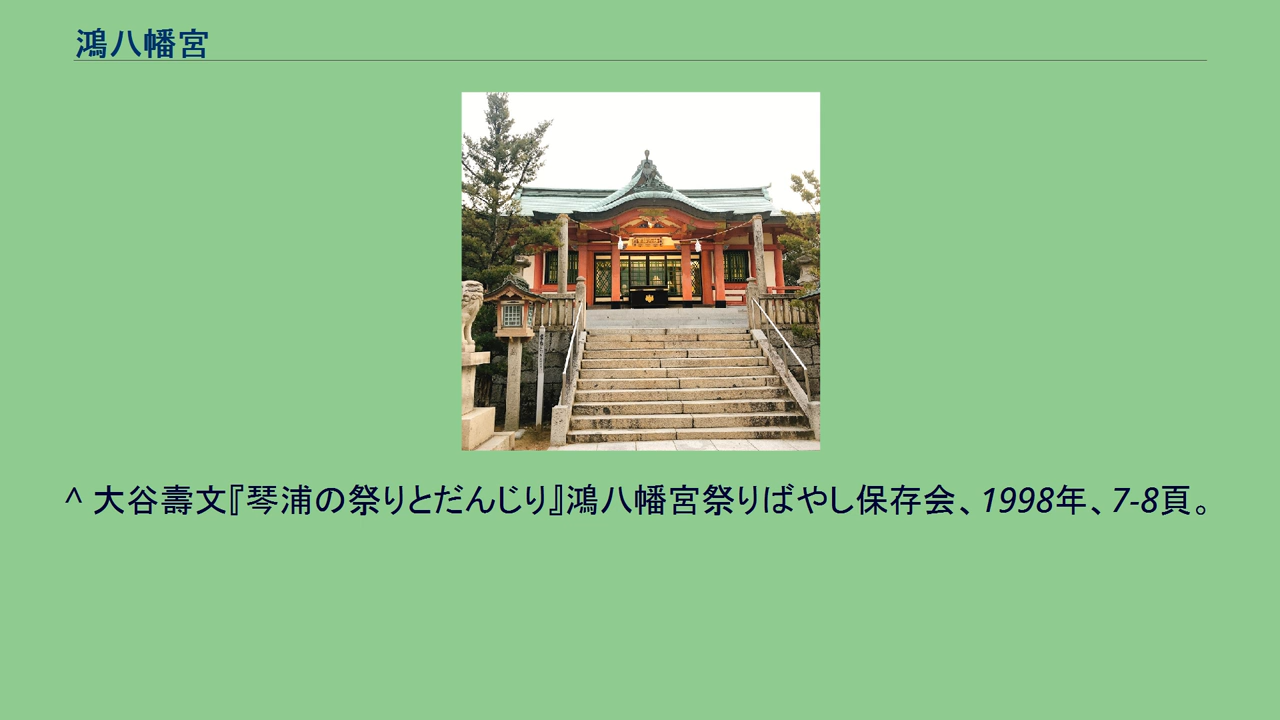 鴻八幡宮
^ 大谷壽文『琴浦の祭りとだんじり』鴻八幡宮祭りばやし保存会、1998年、7-8頁。